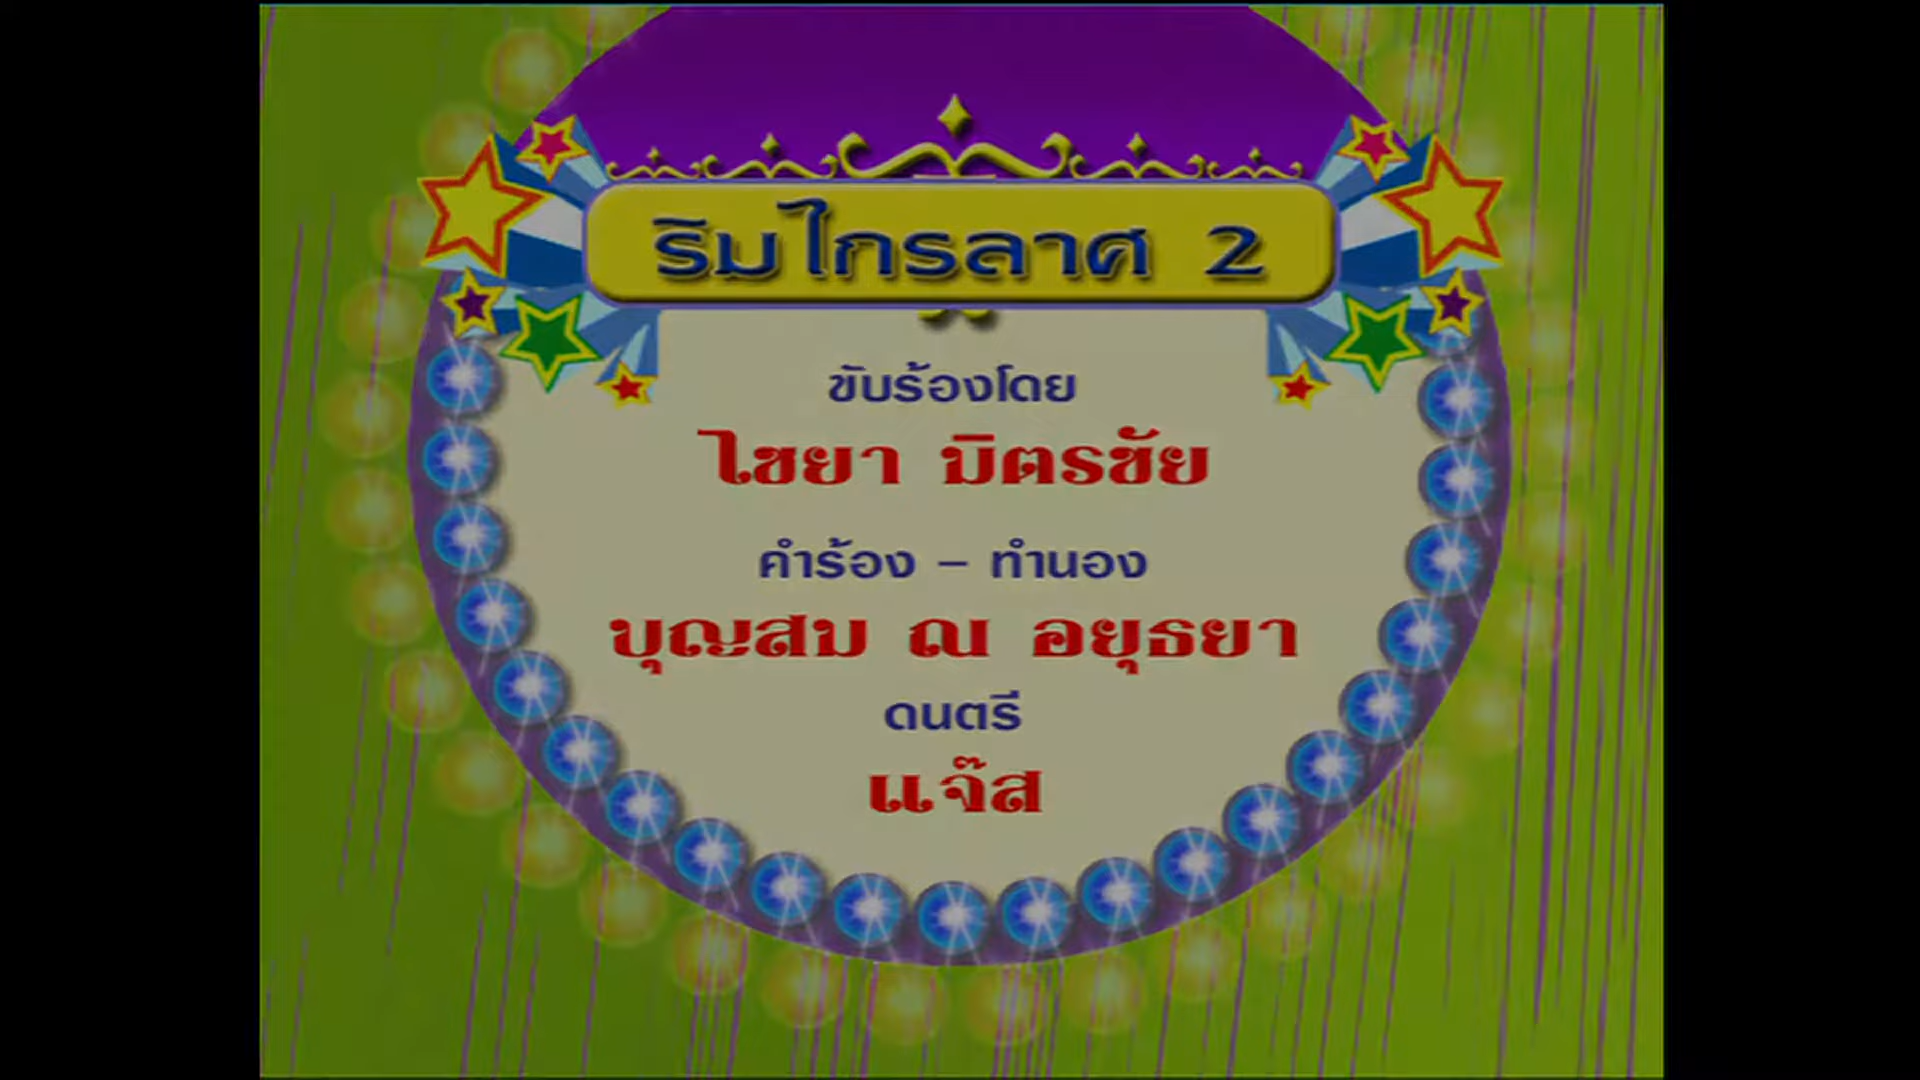 ริมไกรลาศ 2
ขับร้องโดย
ไชยา มิตรชัย
คำร้อง – ทำนอง
บุญสม ณ อยุธยา
ดนตรี
แจ๊ส